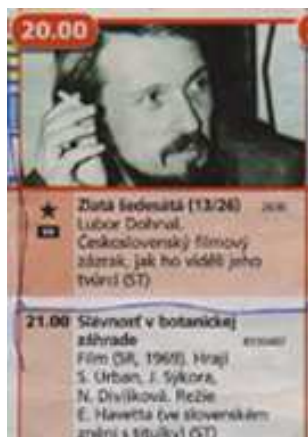 20.00
Zlatá šedesátá (13/26)
Lubor Dohnal.
Československý filmový
zázrak, jak ho viděli jeho
tvůrci (ST)
21.00 Slávnosť v botanickej
záhrade
Film (SR, 1969). Hrají
S. Urban, J. Sýkora,
N. Divíšková. Režie
E. Havetta (ve slovenském
znění s titulky) (ST)